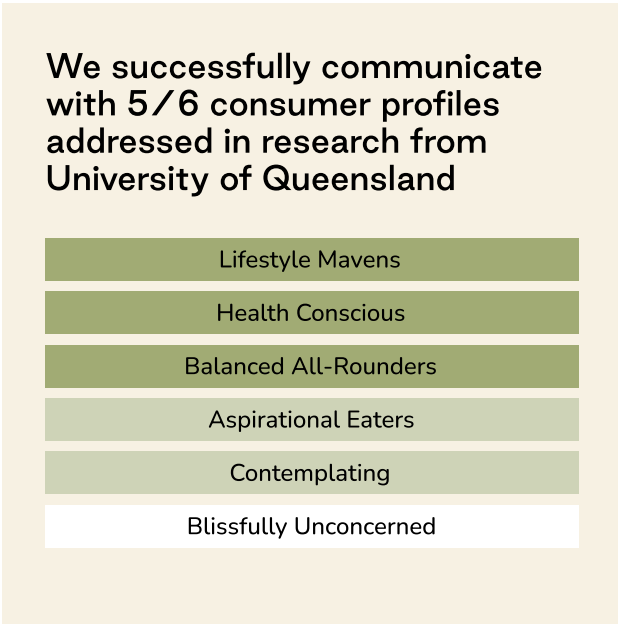 We successfully communicate
with 5/6 consumer profiles
addressed in research from
University of Queensland
Lifestyle Mavens
Health Conscious
Balanced All-Rounders
Aspirational Eaters
Contemplating
Blissfully Unconcerned